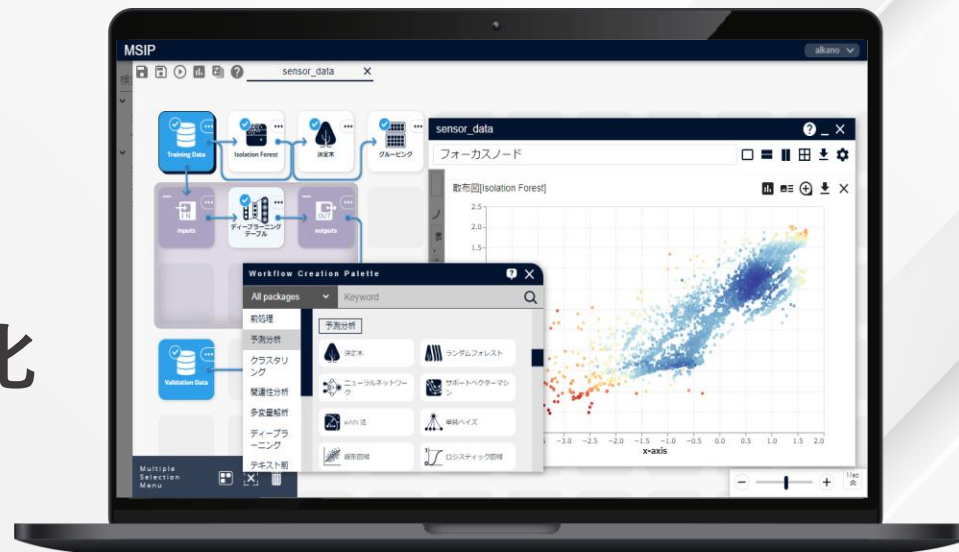 MSIP
alkano
sensor_data X
Training Data
Isolation Forest
決定木
グルーピング
IN
inputs
ディープラーニング
テーブル
OUT
outputs
Validation Data
化
sensor_data
フォーカスノード
散布図[Isolation Forest]
2.5
2.0
1.5
-3.0 -2.5 -2.0 -1.5 -1.0 -0.5 0.0 0.5 1.0 1.5 2.0
x-axis
Workflow Creation Palette
All packages
Keyword
前処理
予測分析
クラスタリ
ング
関連性分析
多変量解析
ディープラ
ーニング
テキスト前
予測分析
決定木
ランダムフォレスト
ニューラルネットワー
ク
サポートベクターマシ
ン
k-NN 法
単純ベイズ
線形回帰
ロジスティック回帰
Multiple
Selection
Menu
Map